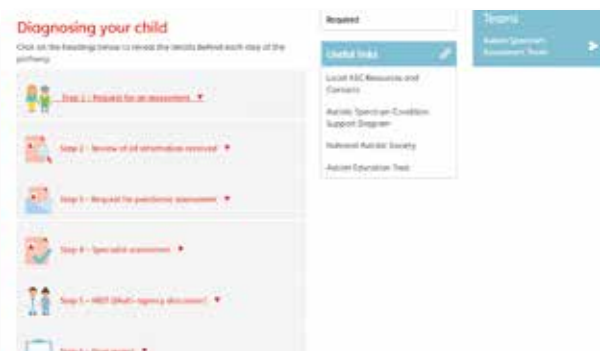 Diagnosing your child
Click on the headings below to reveal the details behind each step of the
pathway.
Step 1 - Request for an assessment
Step 2 - Review of all information received
Step 3 - Request for paediatric assessment
Step 4 - Specialist assessment
Step 5 - MDT (Multi-agency discussion)
Step 6 -
Required
Useful links
Local ASC Resources and
Contacts
Autistic Spectrum Condition
Support Diagram
National Autistic Society
Autism Education Trust
Teams
Autism Spectrum
Assessment Team